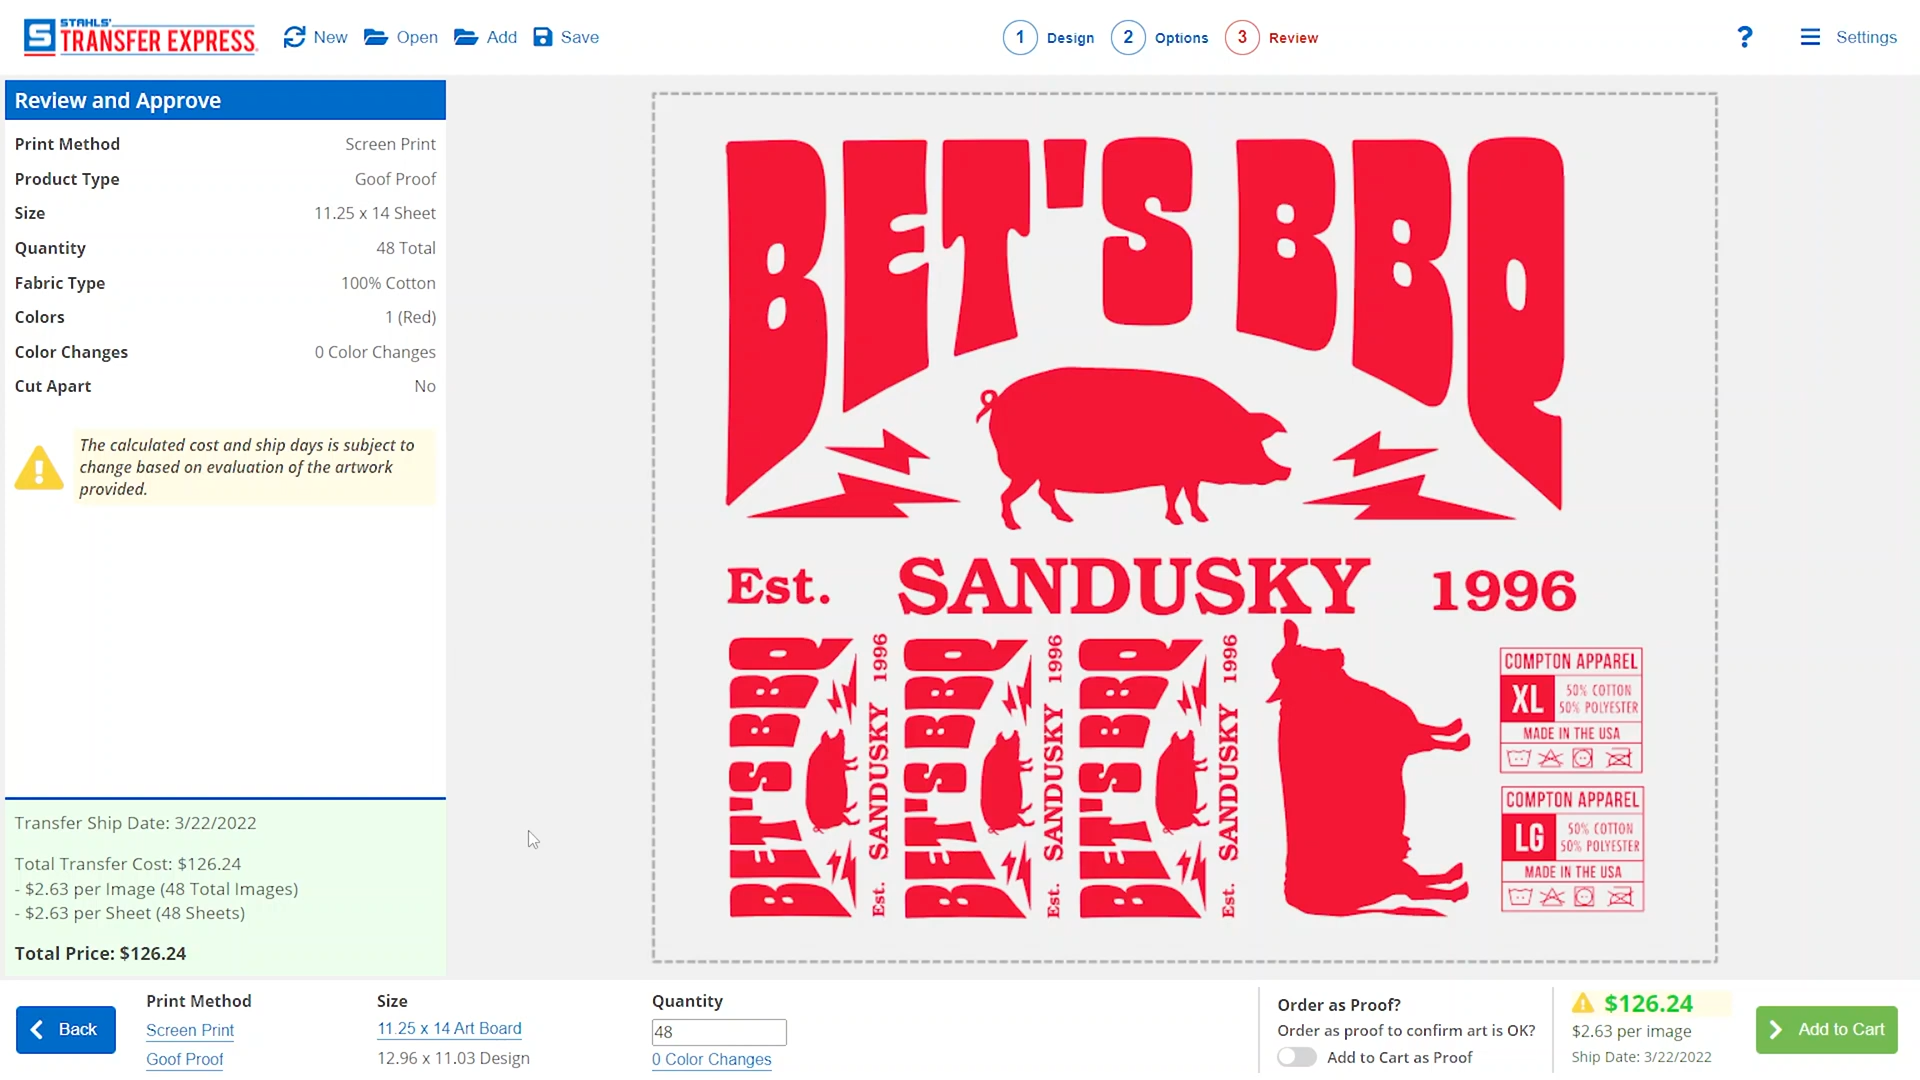 STAHLS'
TRANSFER EXPRESS
New
Open
Add
Save
1 Design
2 Options
3 Review
?
Settings
Review and Approve
Print Method Screen Print
Product Type Goof Proof
Size 11.25 x 14 Sheet
Quantity 48 Total
Fabric Type 100% Cotton
Colors 1 (Red)
Color Changes 0 Color Changes
Cut Apart No
The calculated cost and ship days is subject to
change based on evaluation of the artwork
provided.
Transfer Ship Date: 3/22/2022
Total Transfer Cost: $126.24
- $2.63 per Image (48 Total Images)
- $2.63 per Sheet (48 Sheets)
Total Price: $126.24
BET'S BBQ
Est. SANDUSKY 1996
BET'S BBQ
Est. SANDUSKY 1996
BET'S BBQ
Est. SANDUSKY 1996
BET'S BBQ
Est. SANDUSKY 1996
COMPTON APPAREL
XL
50% COTTON
50% POLYESTER
MADE IN THE USA
COMPTON APPAREL
LG
50% COTTON
50% POLYESTER
MADE IN THE USA
Back
Print Method
Screen Print
Goof Proof
Size
11.25 x 14 Art Board
12.96 x 11.03 Design
Quantity
48
0 Color Changes
Order as Proof?
Order as proof to confirm art is OK?
Add to Cart as Proof
$126.24
$2.63 per image
Ship Date: 3/22/2022
Add to Cart